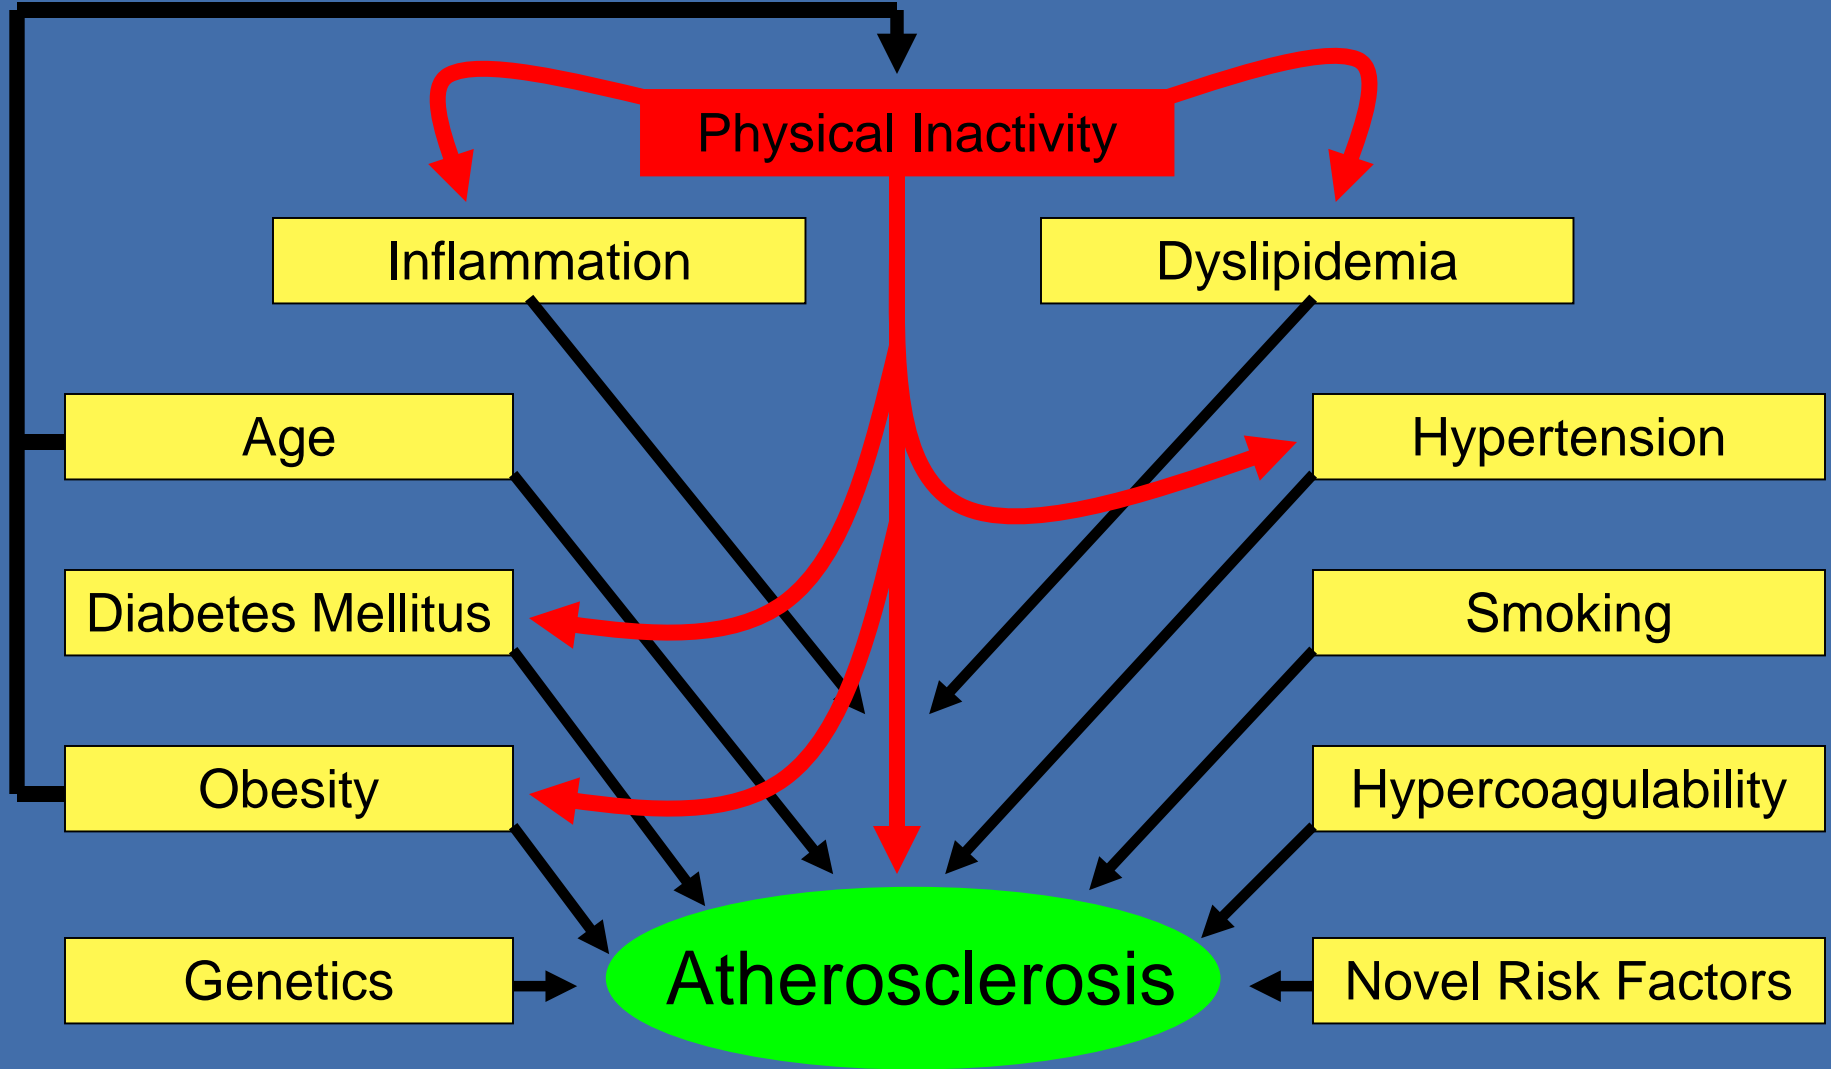 Physical Inactivity
Inflammation
Dyslipidemia
Age
Hypertension
Diabetes Mellitus
Smoking
Obesity
Hypercoagulability
Genetics
Atherosclerosis
Novel Risk Factors